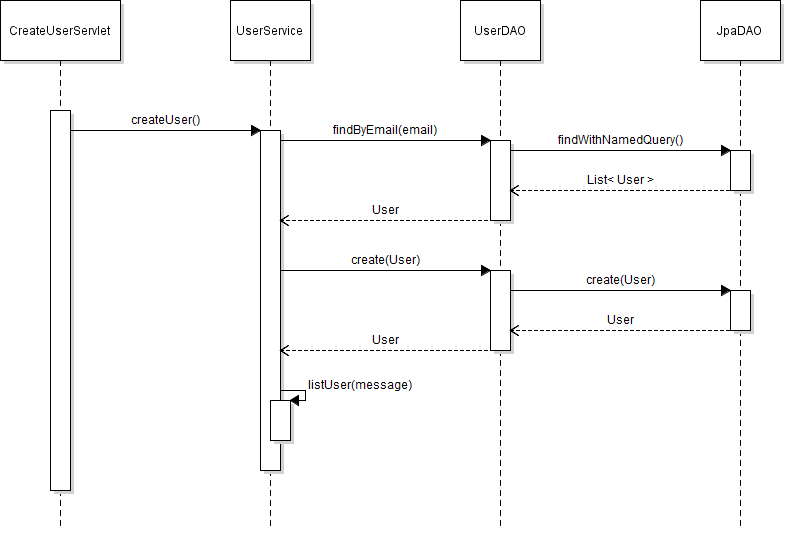 CreateUserServlet
UserService
UserDAO
JpaDAO
createUser()
findByEmail(email)
findWithNamedQuery()
List< User >
User
create(User)
create(User)
User
User
listUser(message)